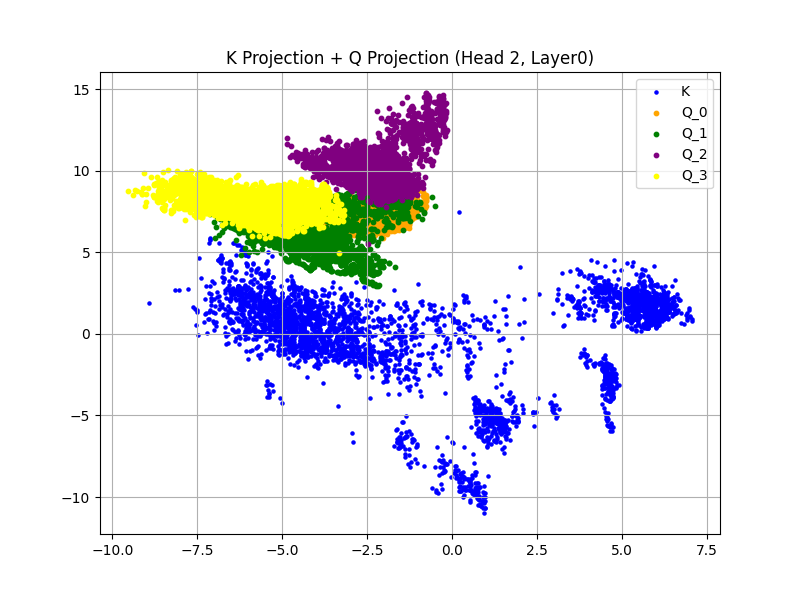 K Projection + Q Projection (Head 2, Layer0)
15
10
5
0
−5
−10
−10.0 −7.5 −5.0 −2.5 0.0 2.5 5.0 7.5
K
Q_0
Q_1
Q_2
Q_3